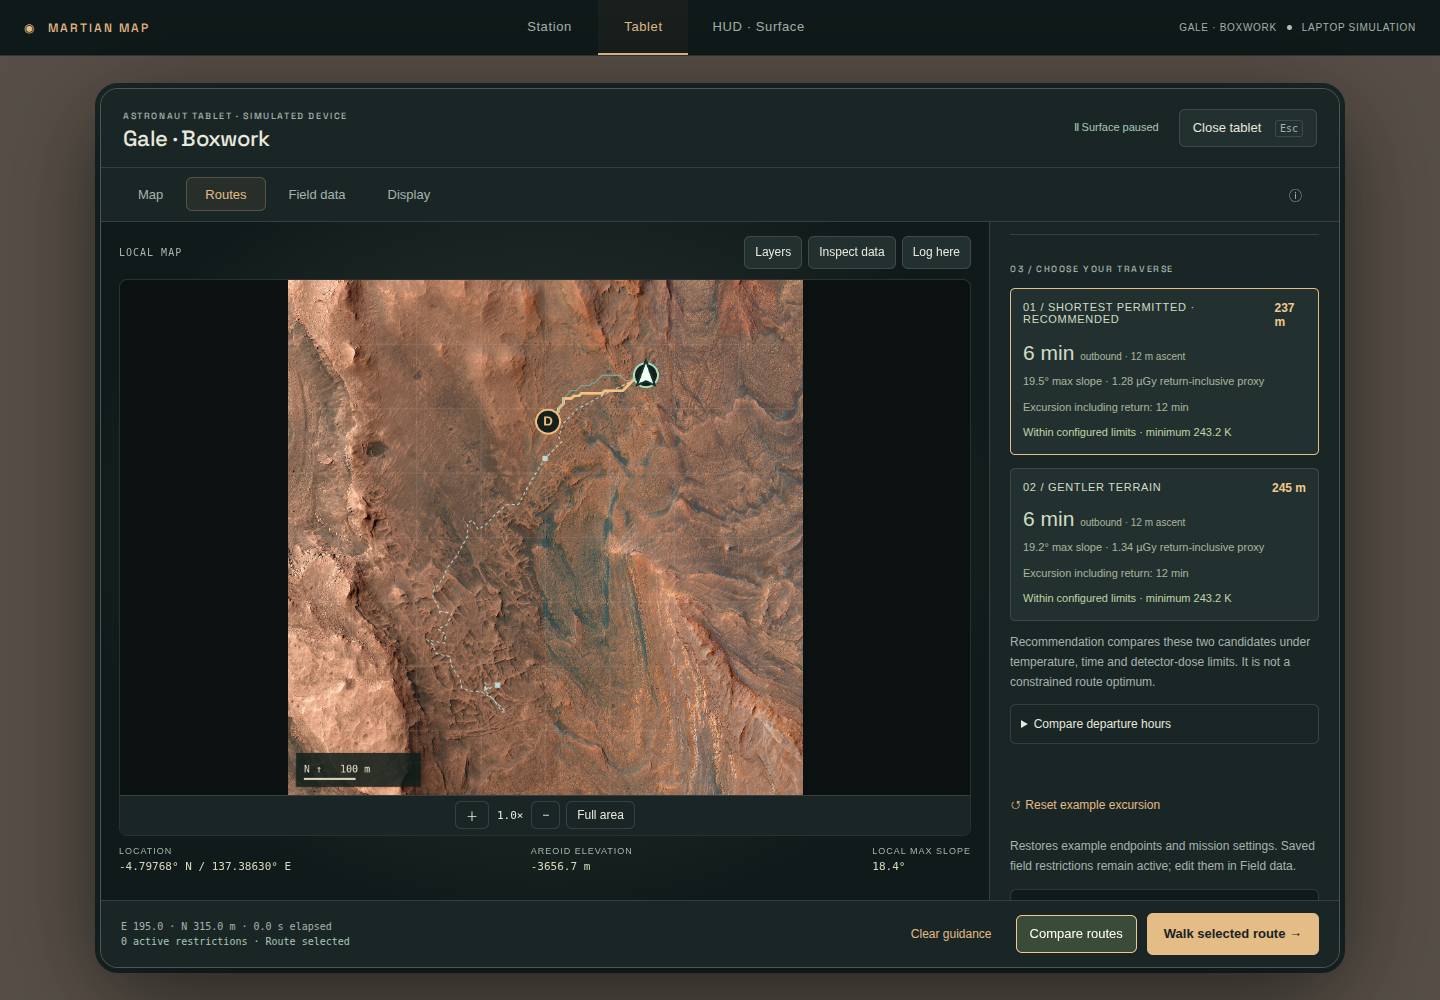 ◉ MARTIAN MAP
Station
Tablet
HUD · Surface
GALE · BOXWORK ● LAPTOP SIMULATION
ASTRONAUT TABLET · SIMULATED DEVICE
Gale · Boxwork
Ⅱ Surface paused
Close tablet Esc
Map
Routes
Field data
Display
ⓘ
LOCAL MAP
Layers
Inspect data
Log here
D
N ↑ 100 m
+
1.0×
−
Full area
LOCATION
-4.79768° N / 137.38630° E
AREOID ELEVATION
-3656.7 m
LOCAL MAX SLOPE
18.4°
03 / CHOOSE YOUR TRAVERSE
01 / SHORTEST PERMITTED ·
RECOMMENDED
237
m
6 min outbound · 12 m ascent
19.5° max slope · 1.28 µGy return-inclusive proxy
Excursion including return: 12 min
Within configured limits · minimum 243.2 K
02 / GENTLER TERRAIN
245 m
6 min outbound · 12 m ascent
19.2° max slope · 1.34 µGy return-inclusive proxy
Excursion including return: 12 min
Within configured limits · minimum 243.2 K
Recommendation compares these two candidates under
temperature, time and detector-dose limits. It is not a
constrained route optimum.
▶ Compare departure hours
↺ Reset example excursion
Restores example endpoints and mission settings. Saved
field restrictions remain active; edit them in Field data.
E 195.0 · N 315.0 m · 0.0 s elapsed
0 active restrictions · Route selected
Clear guidance
Compare routes
Walk selected route →